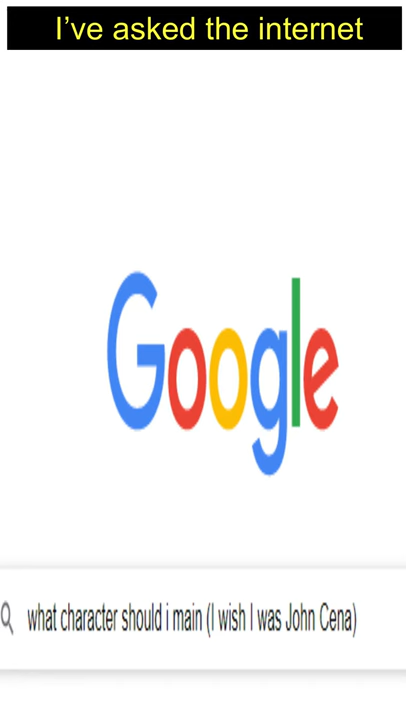 I've asked the internet
Google
what character should i main (I wish I was John Cena)